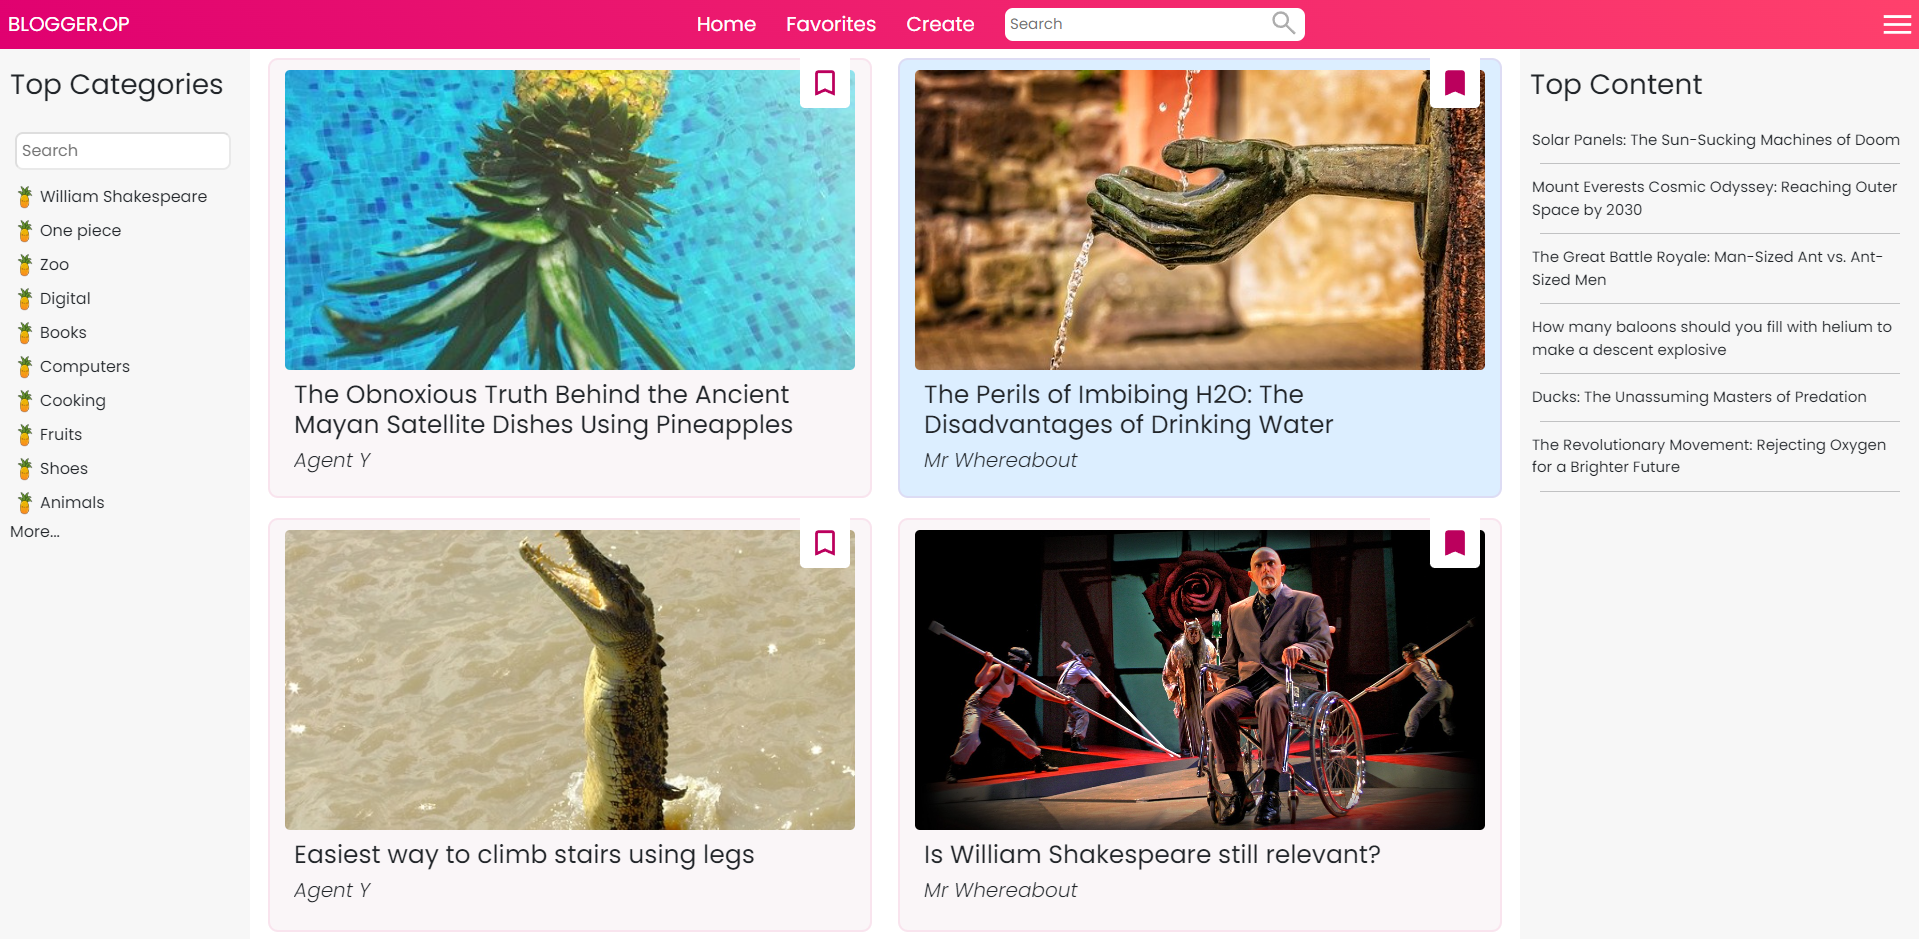 BLOGGER.OP
Home
Favorites
Create
Search
Top Categories
Search
William Shakespeare
One piece
Zoo
Digital
Books
Computers
Cooking
Fruits
Shoes
Animals
More...
The Obnoxious Truth Behind the Ancient
Mayan Satellite Dishes Using Pineapples
Agent Y
The Perils of Imbibing H2O: The
Disadvantages of Drinking Water
Mr Whereabout
Easiest way to climb stairs using legs
Agent Y
Is William Shakespeare still relevant?
Mr Whereabout
Top Content
Solar Panels: The Sun-Sucking Machines of Doom
Mount Everests Cosmic Odyssey: Reaching Outer
Space by 2030
The Great Battle Royale: Man-Sized Ant vs. Ant-
Sized Men
How many baloons should you fill with helium to
make a descent explosive
Ducks: The Unassuming Masters of Predation
The Revolutionary Movement: Rejecting Oxygen
for a Brighter Future